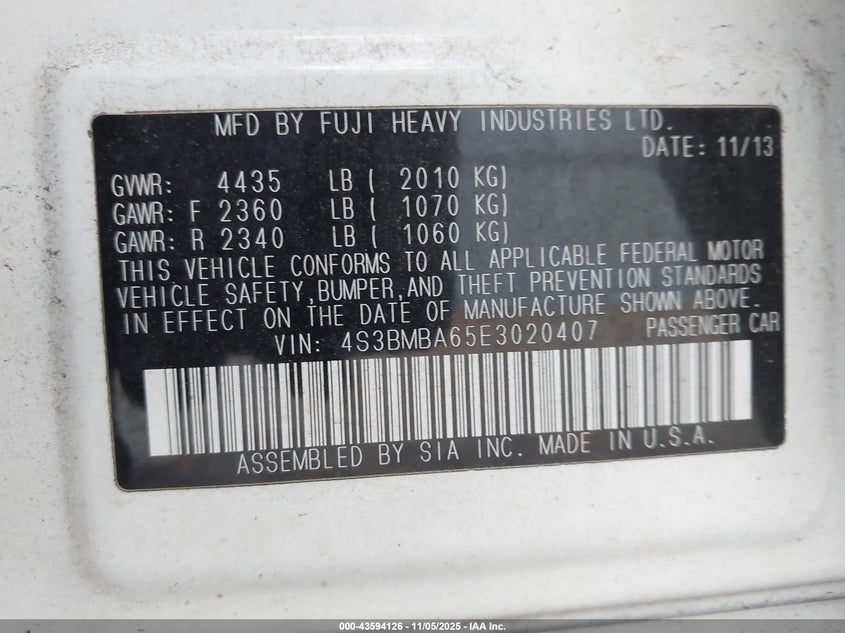 MFD BY FUJI HEAVY INDUSTRIES LTD.
DATE: 11/13
GVWR: 4435 LB ( 2010 KG)
GAWR: F 2360 LB ( 1070 KG)
GAWR: R 2340 LB ( 1060 KG)
THIS VEHICLE CONFORMS TO ALL APPLICABLE FEDERAL MOTOR
VEHICLE SAFETY, BUMPER, AND THEFT PREVENTION STANDARDS
IN EFFECT ON THE DATE OF MANUFACTURE SHOWN ABOVE.
VIN: 4S3BMBA65E3020407 PASSENGER CAR
ASSEMBLED BY SIA INC. MADE IN U.S.A.
000-43594126 - 11/05/2025 - IAA Inc.